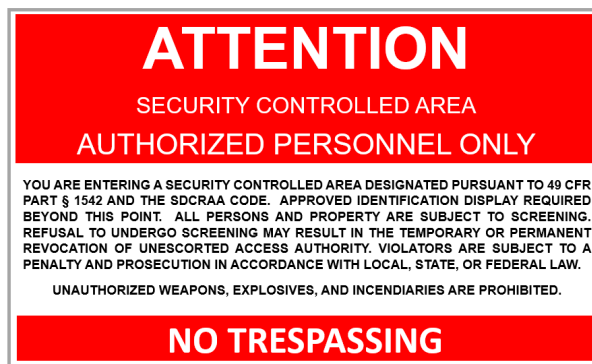 ATTENTION
SECURITY CONTROLLED AREA
AUTHORIZED PERSONNEL ONLY
YOU ARE ENTERING A SECURITY CONTROLLED AREA DESIGNATED PURSUANT TO 49 CFR
PART § 1542 AND THE SDCRAA CODE. APPROVED IDENTIFICATION DISPLAY REQUIRED
BEYOND THIS POINT. ALL PERSONS AND PROPERTY ARE SUBJECT TO SCREENING.
REFUSAL TO UNDERGO SCREENING MAY RESULT IN THE TEMPORARY OR PERMANENT
REVOCATION OF UNESCORTED ACCESS AUTHORITY. VIOLATORS ARE SUBJECT TO A
PENALTY AND PROSECUTION IN ACCORDANCE WITH LOCAL, STATE, OR FEDERAL LAW.
UNAUTHORIZED WEAPONS, EXPLOSIVES, AND INCENDIARIES ARE PROHIBITED.
NO TRESPASSING